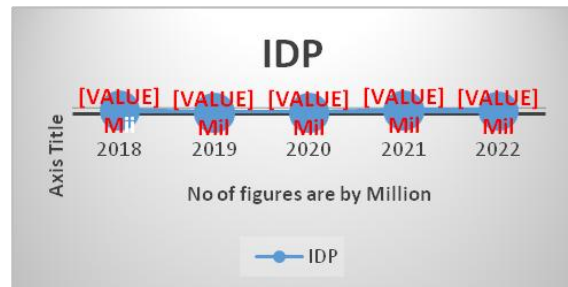 IDP
[VALUE] [VALUE] [VALUE] [VALUE] [VALUE]
Mil Mil Mil Mil Mil
2018 2019 2020 2021 2022
Axis Title
No of figures are by Million
IDP